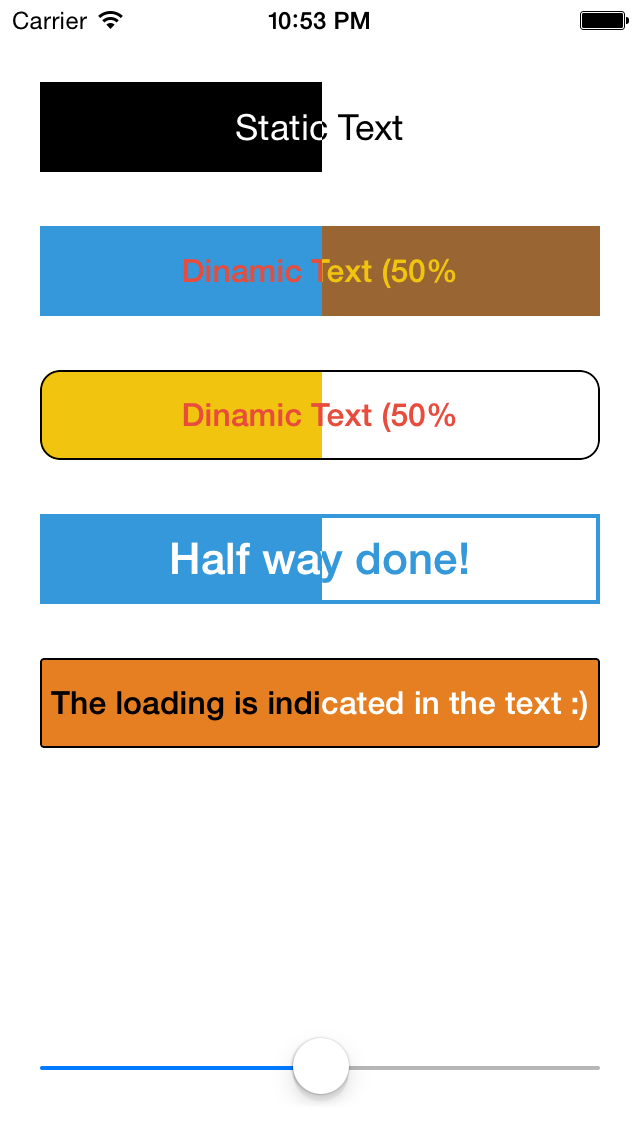 Carrier 10:53 PM
Static Text
Dinamic Text (50%
Dinamic Text (50%
Half way done!
The loading is indicated in the text :)